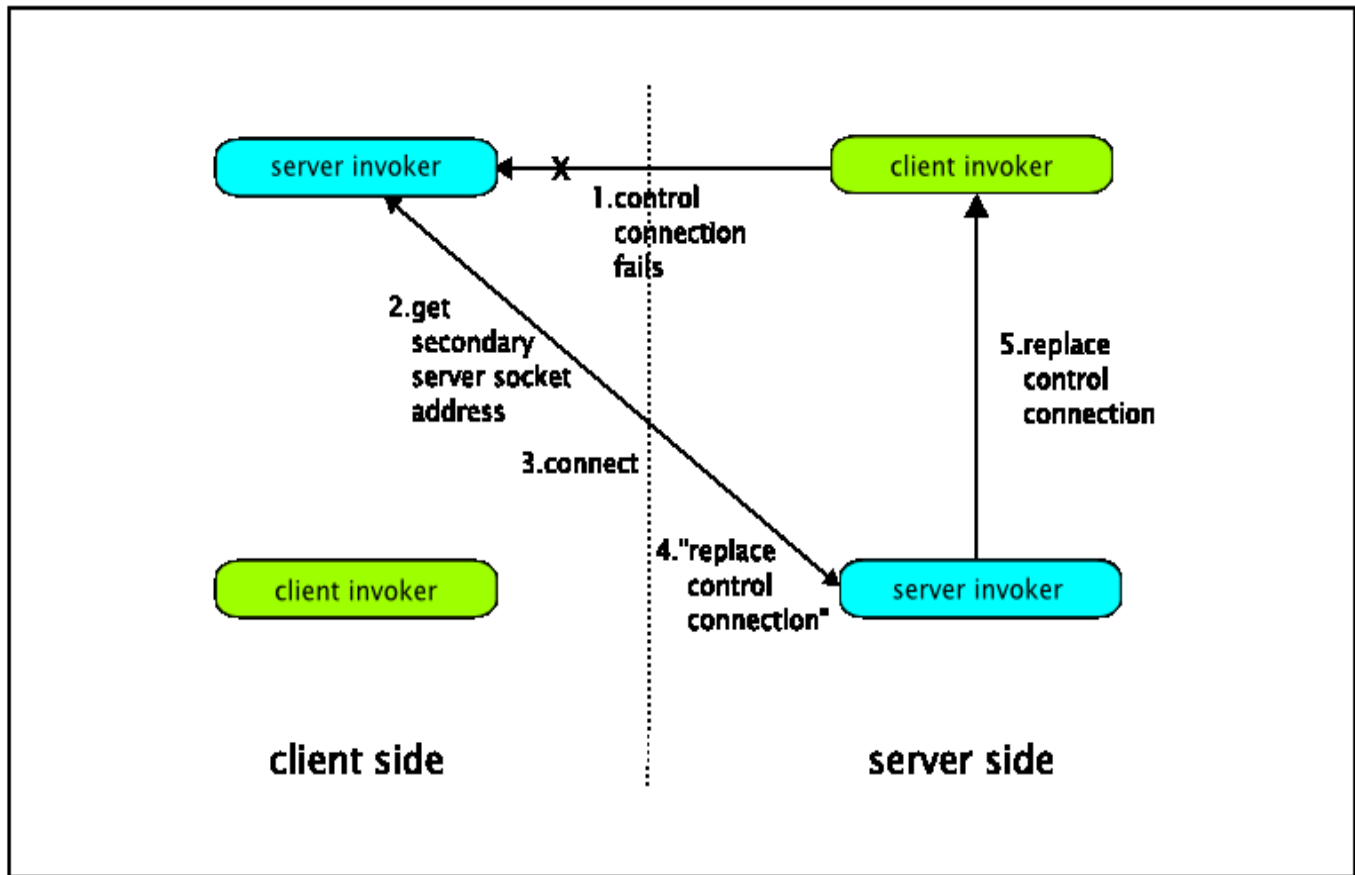 server invoker
client invoker
1.control
connection
fails
2.get
secondary
server socket
address
5.replace
control
connection
3.connect
4."replace
control
connection"
client invoker
server invoker
client side
server side